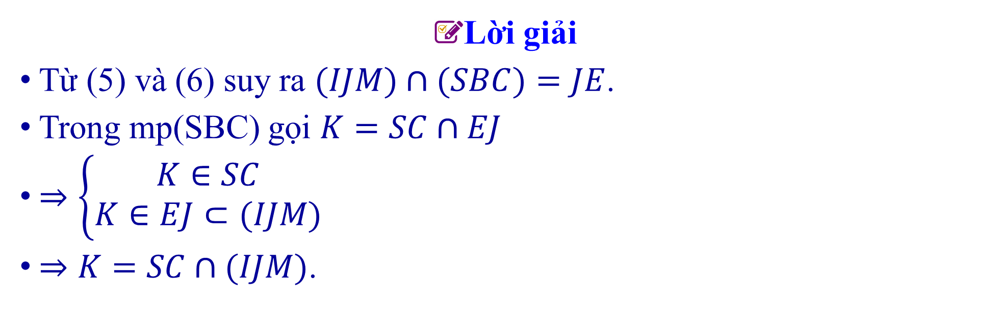 Lời giải
• Từ (5) và (6) suy ra (IJM) ∩ (SBC) = JE.
• Trong mp(SBC) gọi K = SC ∩ EJ
• ⇒ { K ∈ SC
K ∈ EJ ⊂ (IJM)
• ⇒ K = SC ∩ (IJM).